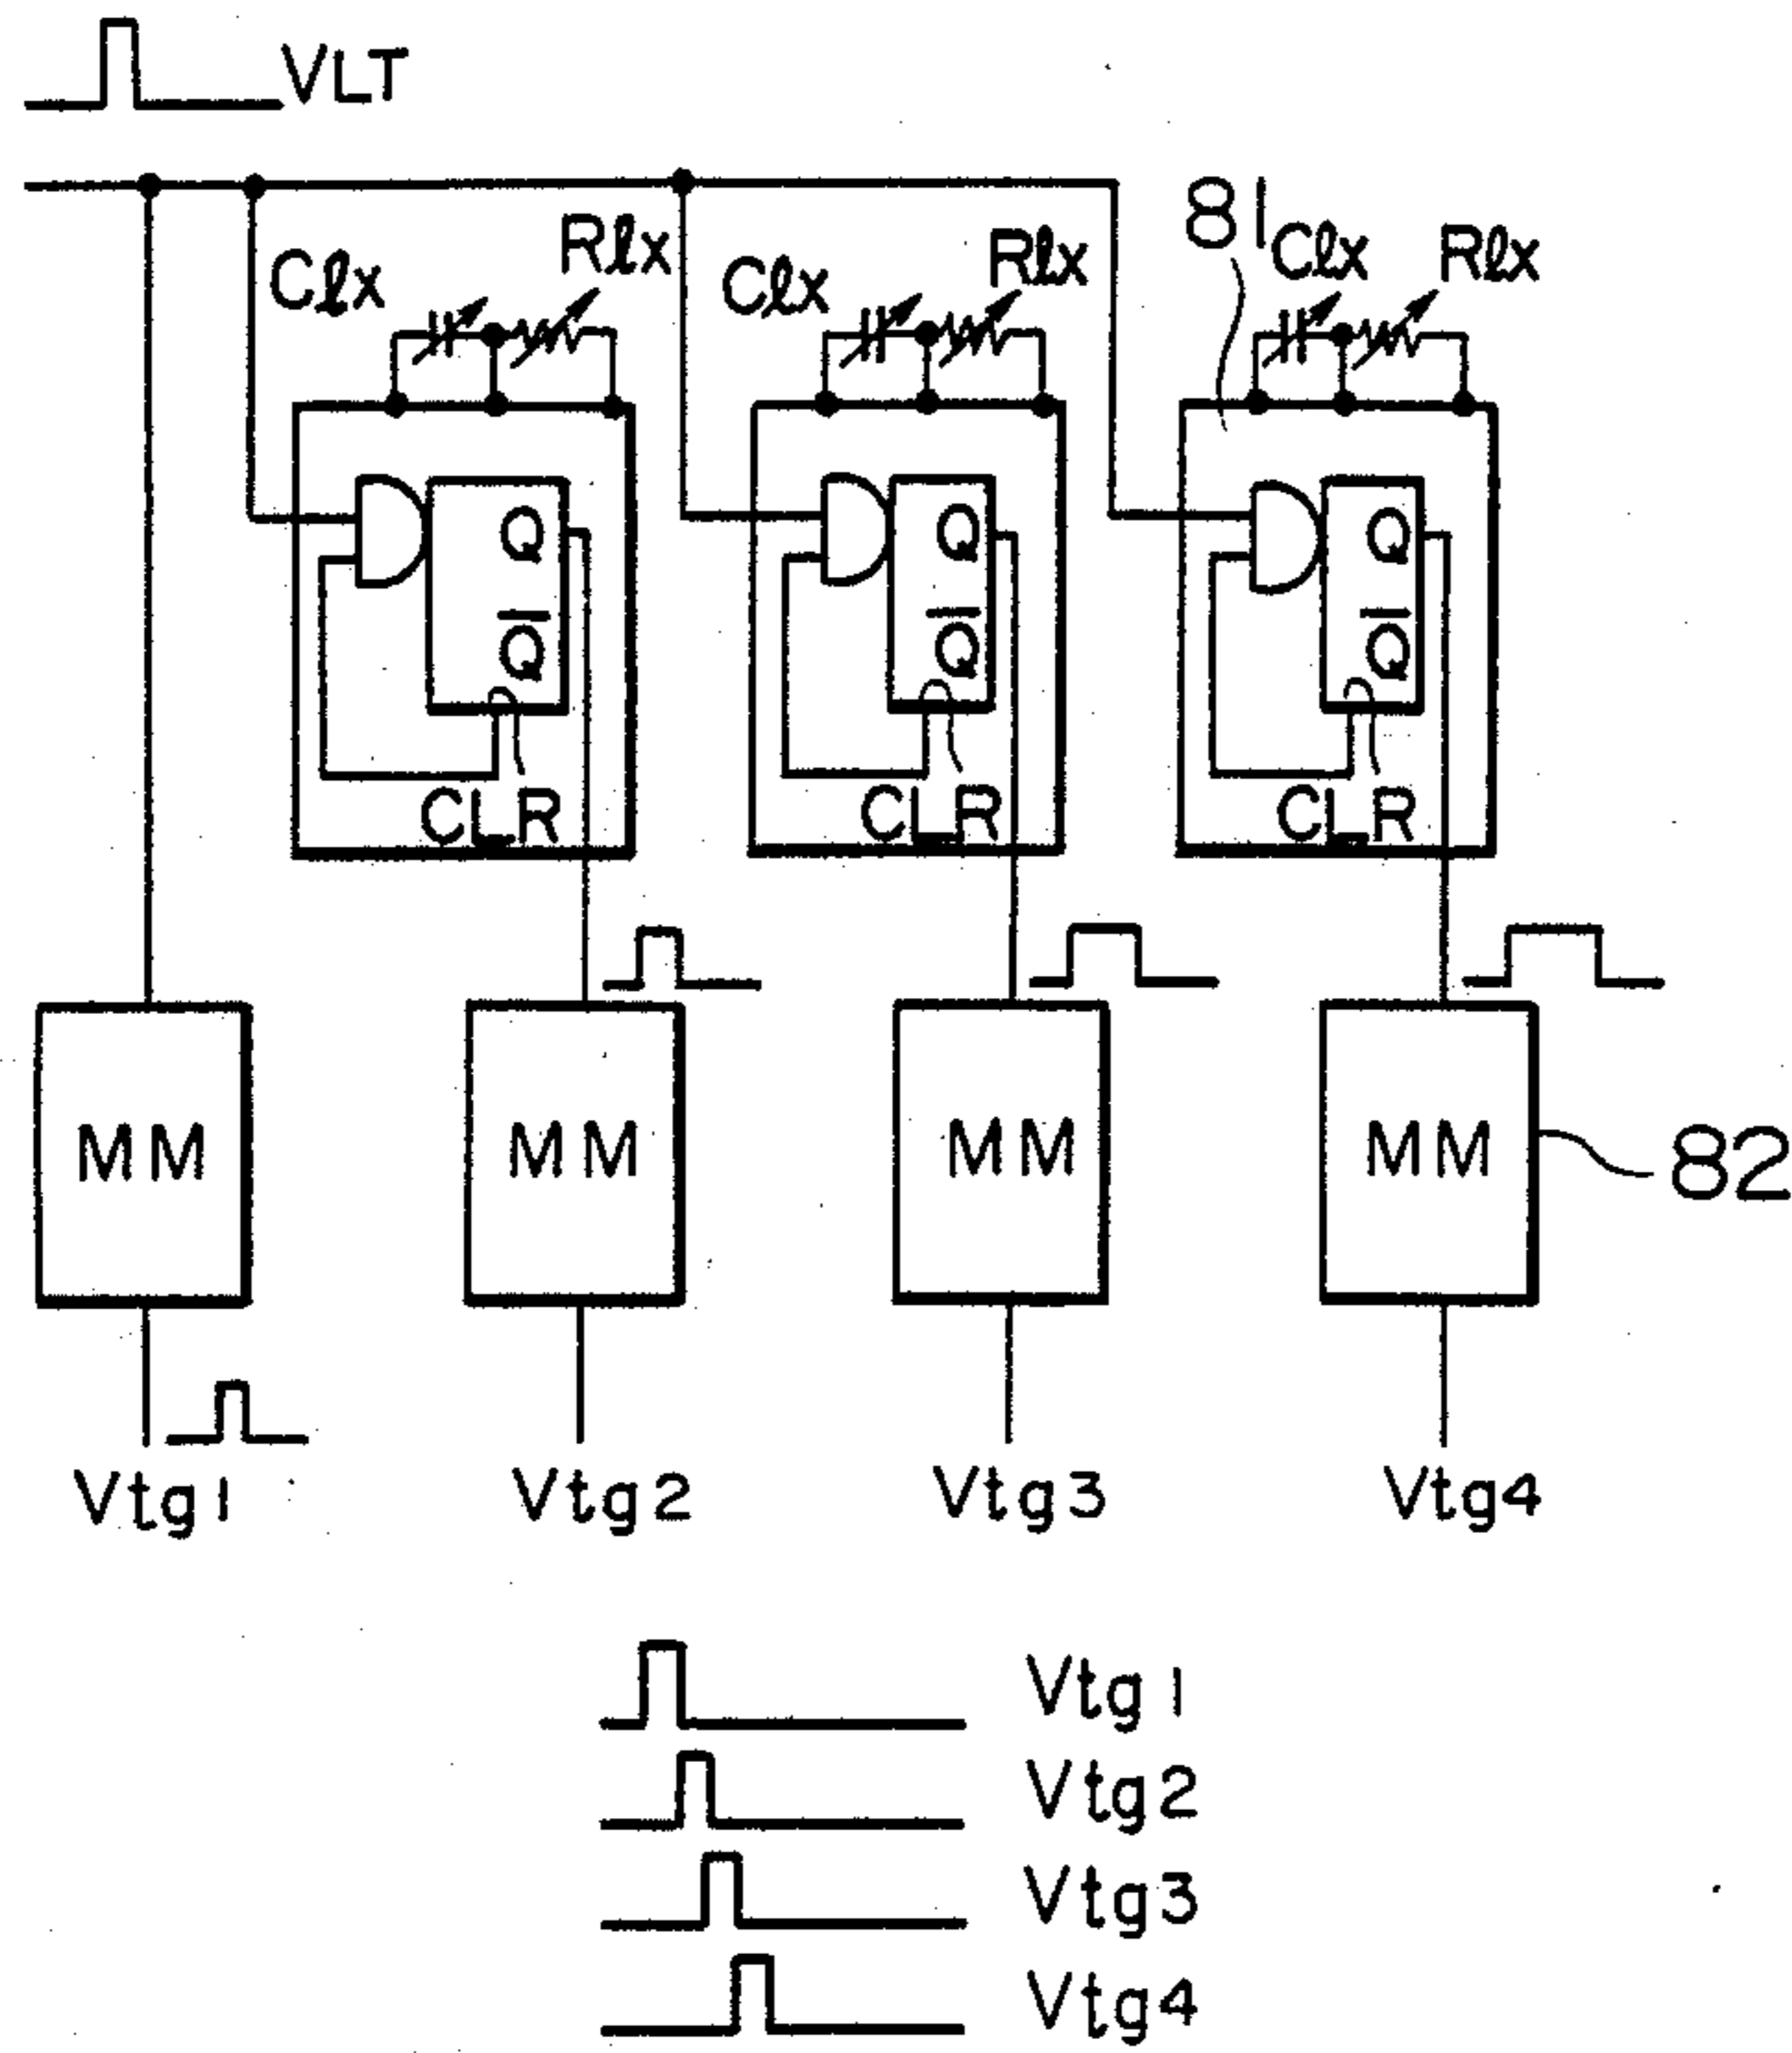 VLT
Clx Rlx Clx Rlx 81 Clx Rlx
Q Q Q
Q̅ Q̅ Q̅
CLR CLR CLR
MM MM MM MM 82
Vtg1 Vtg2 Vtg3 Vtg4
Vtg1
Vtg2
Vtg3
Vtg4